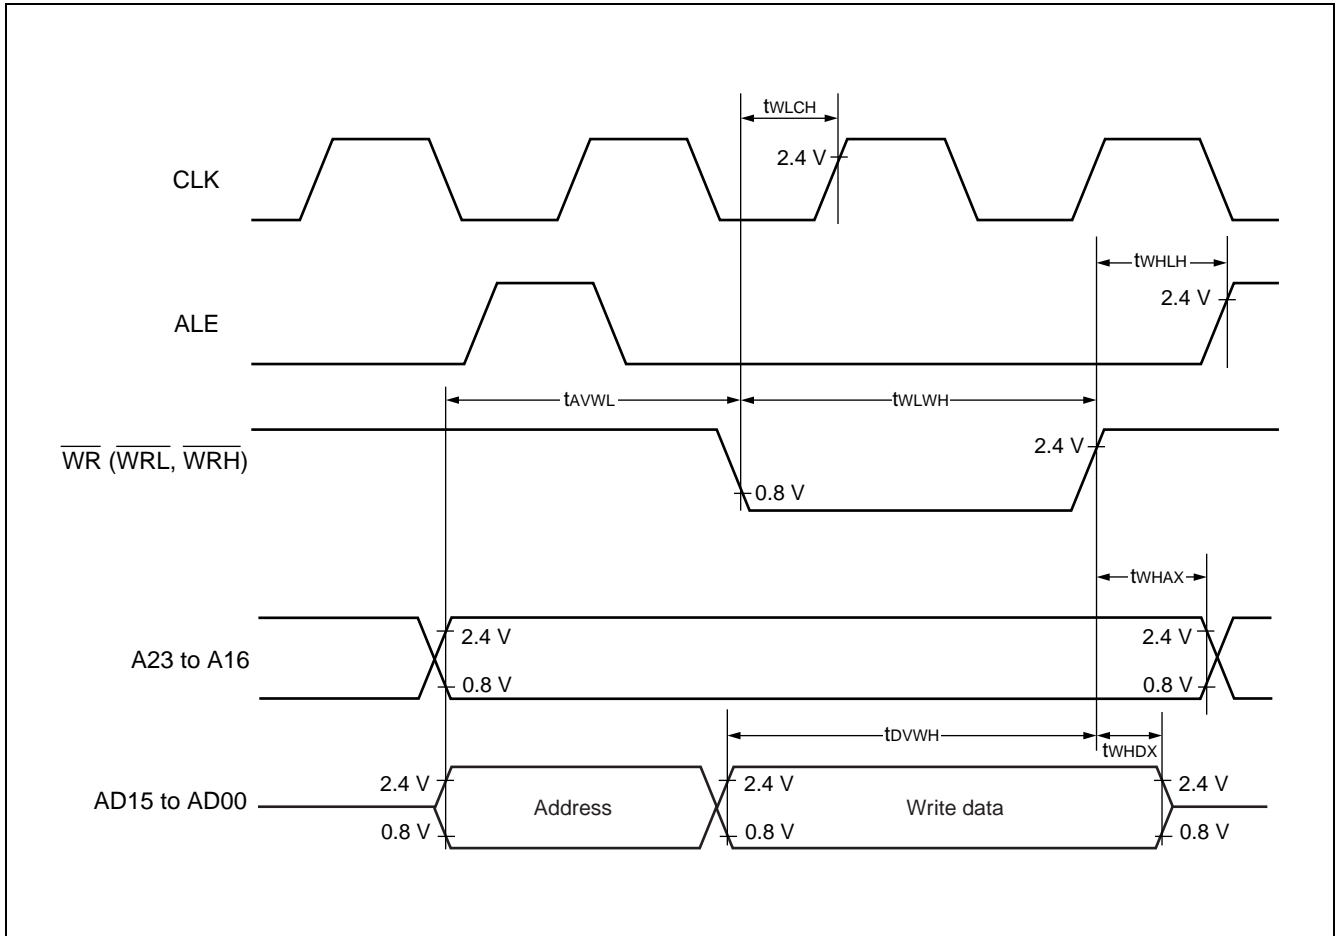 tWLCH
2.4 V
CLK
tWHLH
2.4 V
ALE
tAVWL
tWLWH
2.4 V
WR (WRL, WRH)
0.8 V
tWHAX
2.4 V
2.4 V
A23 to A16
0.8 V
0.8 V
tDVWH
tWHDX
2.4 V
2.4 V
2.4 V
AD15 to AD00
Address
Write data
0.8 V
0.8 V
0.8 V